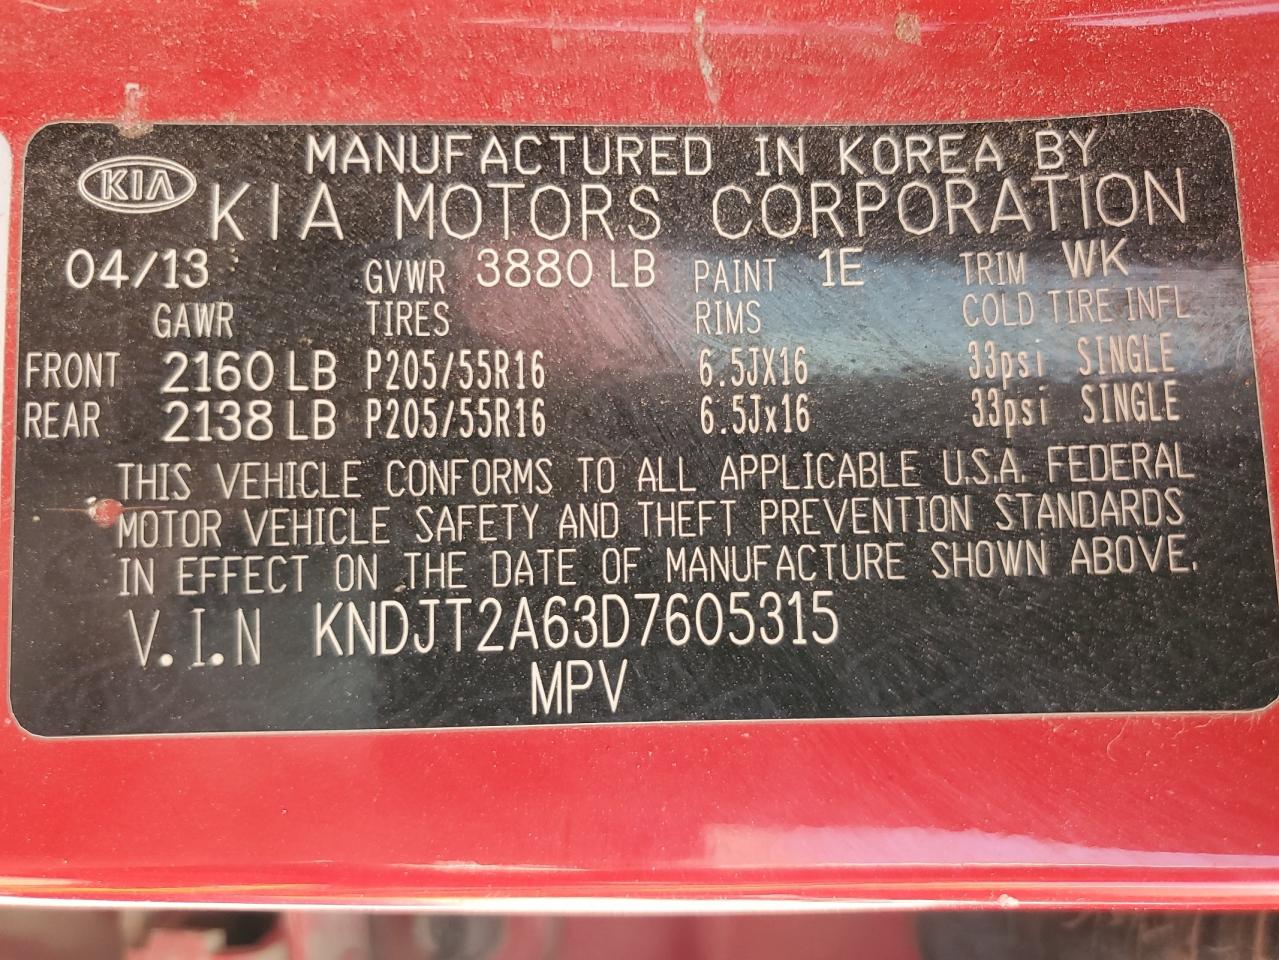 MANUFACTURED IN KOREA BY
KIA KIA MOTORS CORPORATION
04/13 GVWR 3880 LB PAINT 1E TRIM WK
GAWR TIRES RIMS COLD TIRE INFL
FRONT 2160 LB P205/55R16 6.5JX16 33psi SINGLE
REAR 2138 LB P205/55R16 6.5Jx16 33psi SINGLE
THIS VEHICLE CONFORMS TO ALL APPLICABLE U.S.A. FEDERAL
MOTOR VEHICLE SAFETY AND THEFT PREVENTION STANDARDS
IN EFFECT ON THE DATE OF MANUFACTURE SHOWN ABOVE.
V.I.N KNDJT2A63D7605315
MPV